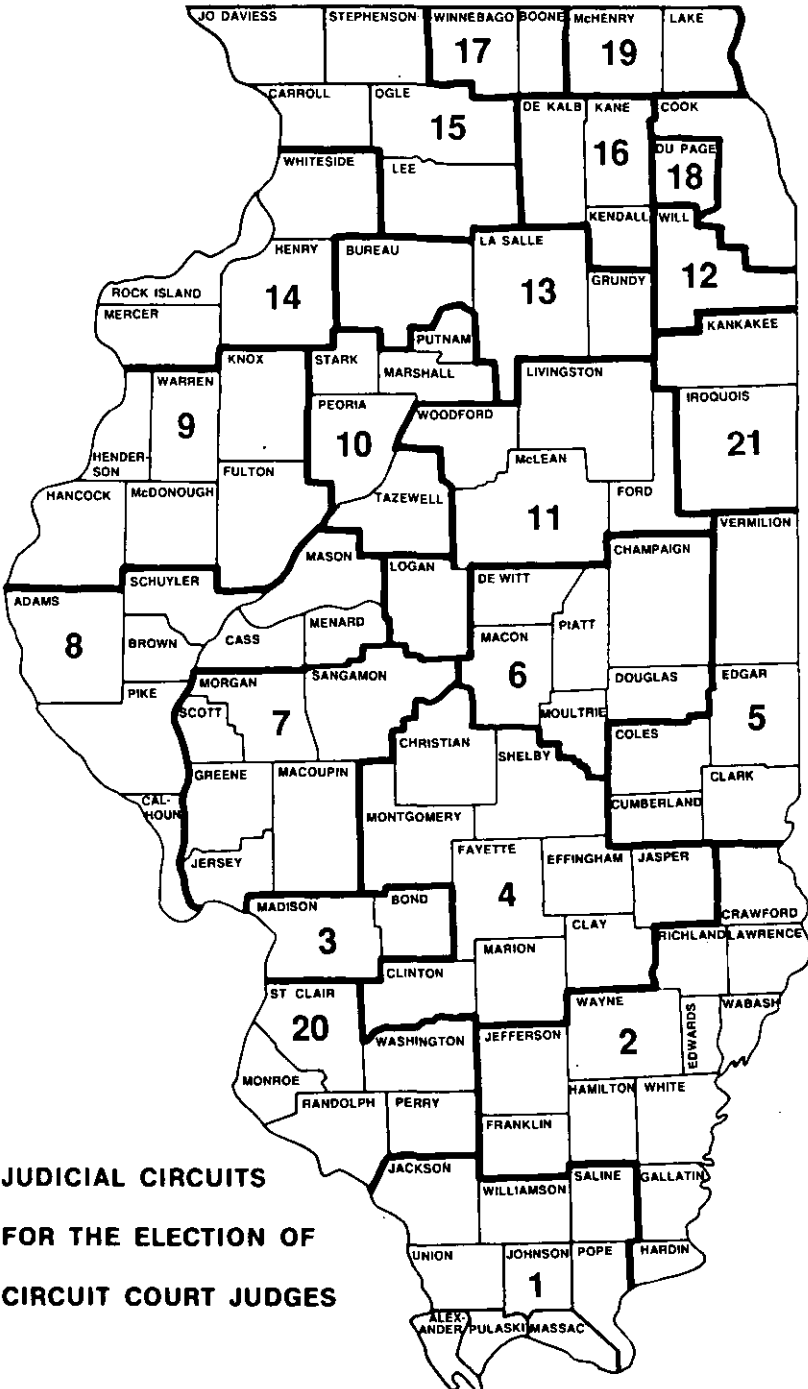 JO DAVIESS
STEPHENSON
WINNEBAGO
BOONE
McHENRY
LAKE
17
19
CARROLL
OGLE
DE KALB
KANE
COOK
15
16
DU PAGE
18
WHITESIDE
LEE
KENDALL
WILL
HENRY
BUREAU
LA SALLE
12
ROCK ISLAND
14
13
GRUNDY
MERCER
PUTNAM
KANKAKEE
KNOX
STARK
MARSHALL
LIVINGSTON
WARREN
PEORIA
WOODFORD
IROQUOIS
9
10
21
HENDER-
SON
McLEAN
FULTON
HANCOCK
McDONOUGH
TAZEWELL
FORD
11
VERMILION
MASON
LOGAN
CHAMPAIGN
SCHUYLER
DE WITT
ADAMS
8
BROWN
CASS
MENARD
MACON
PIATT
6
PIKE
MORGAN
SANGAMON
DOUGLAS
EDGAR
SCOTT
7
MOULTRIE
5
CHRISTIAN
SHELBY
COLES
GREENE
MACOUPIN
CLARK
CAL-
HOUN
MONTGOMERY
CUMBERLAND
JERSEY
FAYETTE
EFFINGHAM
JASPER
MADISON
BOND
4
CRAWFORD
3
CLAY
RICHLAND
LAWRENCE
MARION
CLINTON
ST CLAIR
WAYNE
WABASH
20
EDWARDS
WASHINGTON
JEFFERSON
2
MONROE
HAMILTON
WHITE
RANDOLPH
PERRY
FRANKLIN
JACKSON
SALINE
GALLATIN
WILLIAMSON
UNION
JOHNSON
POPE
HARDIN
1
ALEX-
ANDER
PULASKI
MASSAC
JUDICIAL CIRCUITS
FOR THE ELECTION OF
CIRCUIT COURT JUDGES